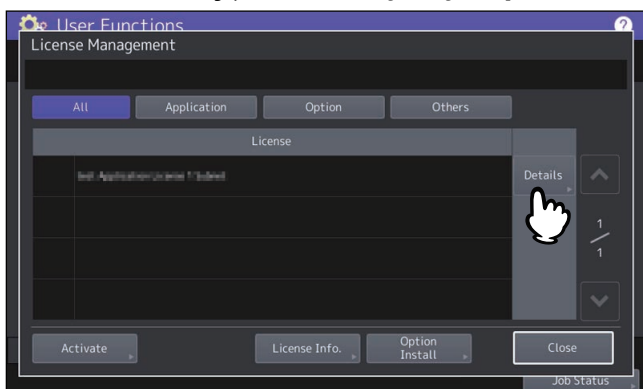 User Functions
?
License Management
All
Application
Option
Others
License
Details
1
1
Activate
License Info.
Option
Install
Close
Job Status